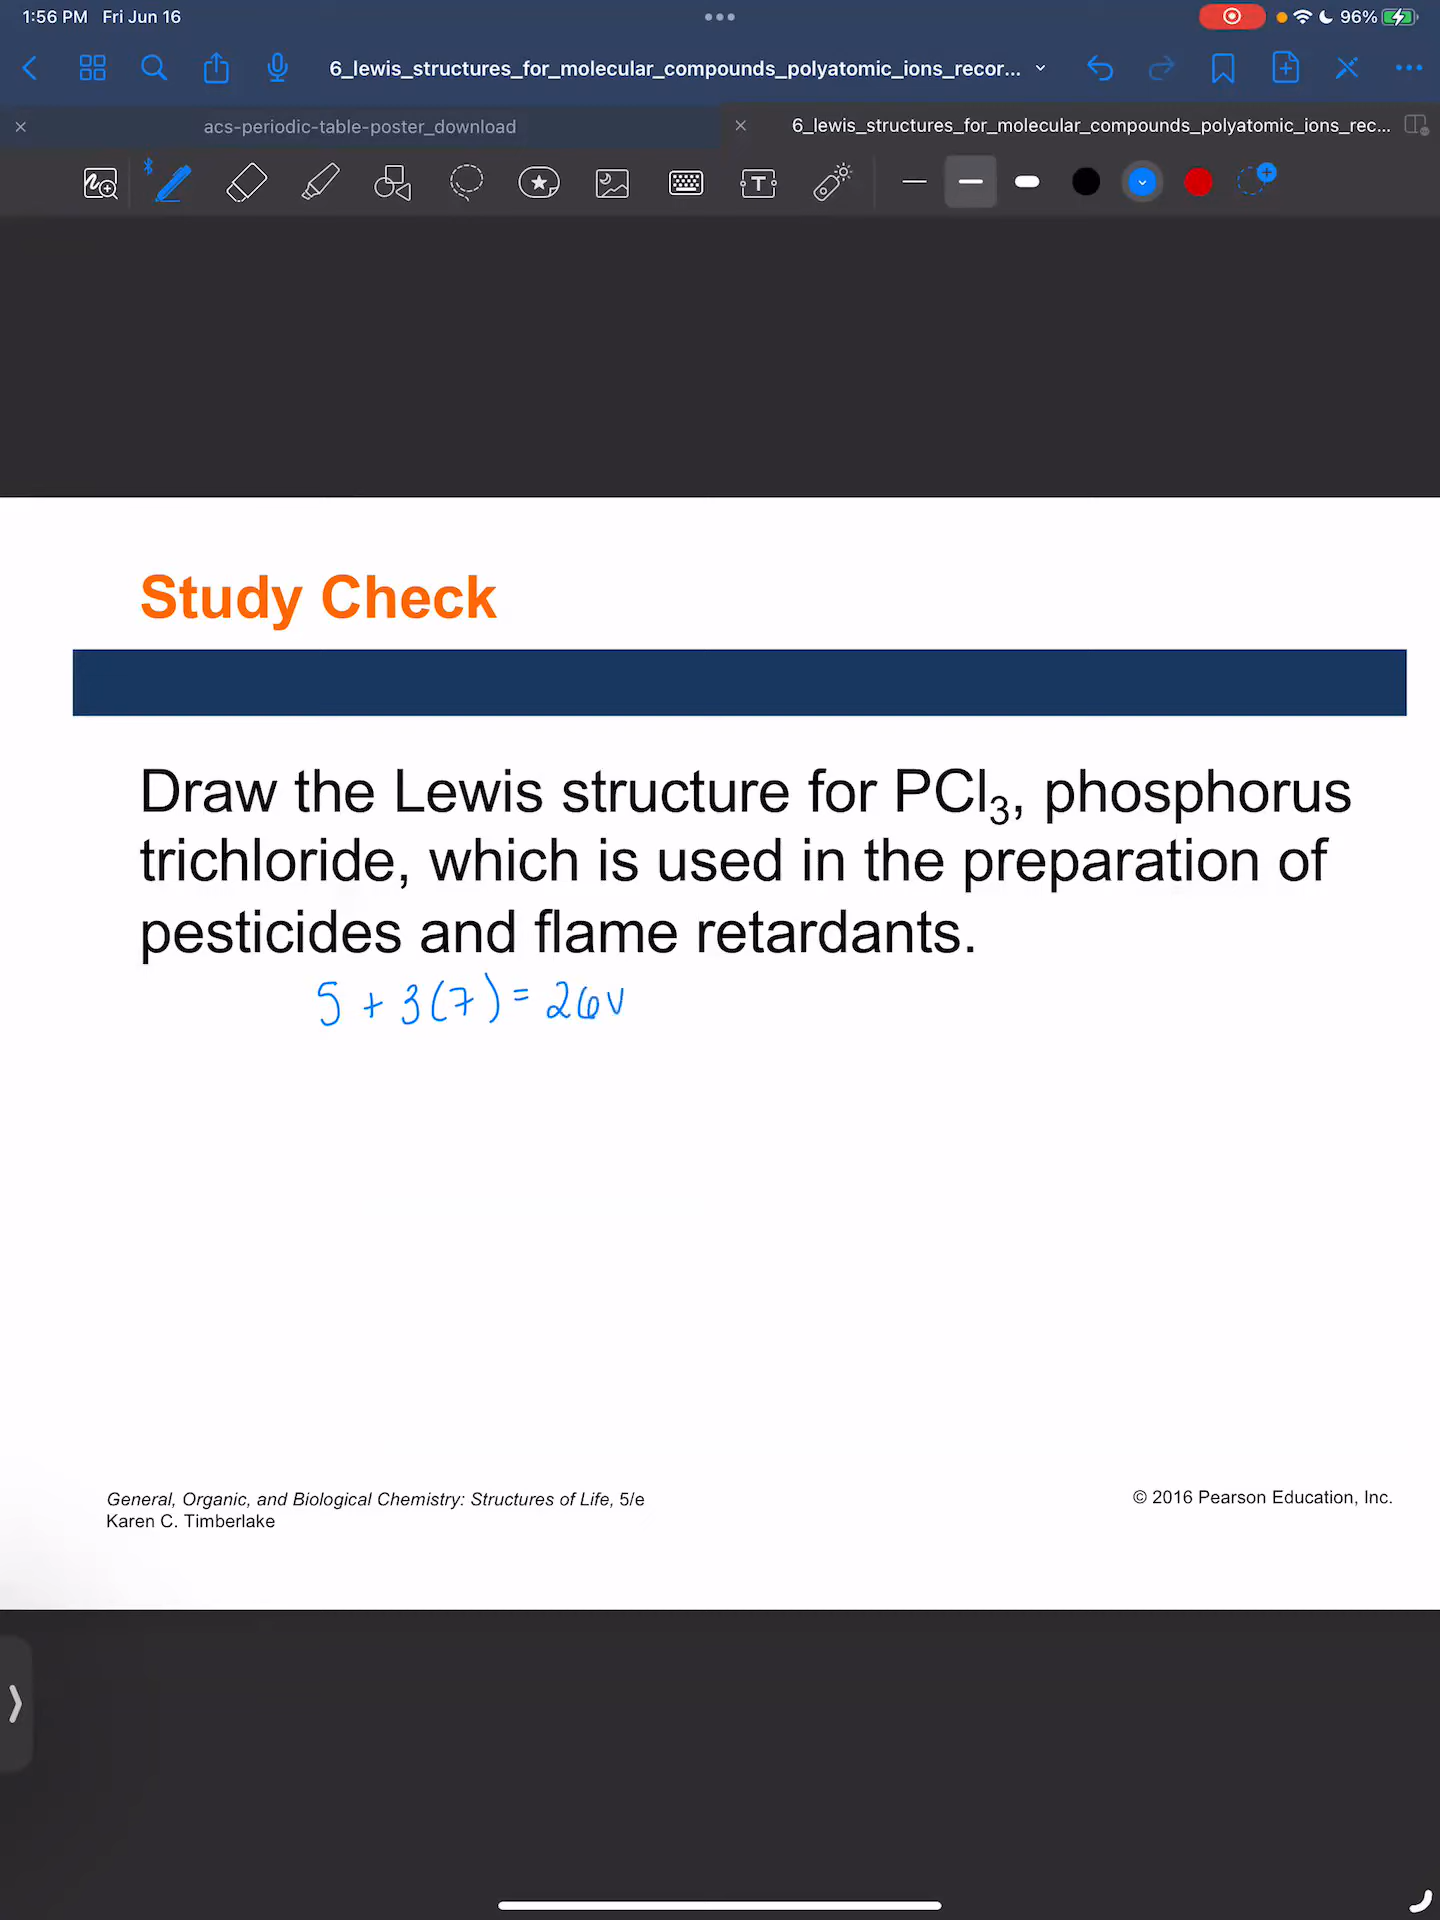 1:56 PM Fri Jun 16
96%
6_lewis_structures_for_molecular_compounds_polyatomic_ions_recor...
acs-periodic-table-poster_download
6_lewis_structures_for_molecular_compounds_polyatomic_ions_rec...
Study Check
Draw the Lewis structure for PCl₃, phosphorus
trichloride, which is used in the preparation of
pesticides and flame retardants.
5 + 3(7) = 26v
General, Organic, and Biological Chemistry: Structures of Life, 5/e
Karen C. Timberlake
© 2016 Pearson Education, Inc.